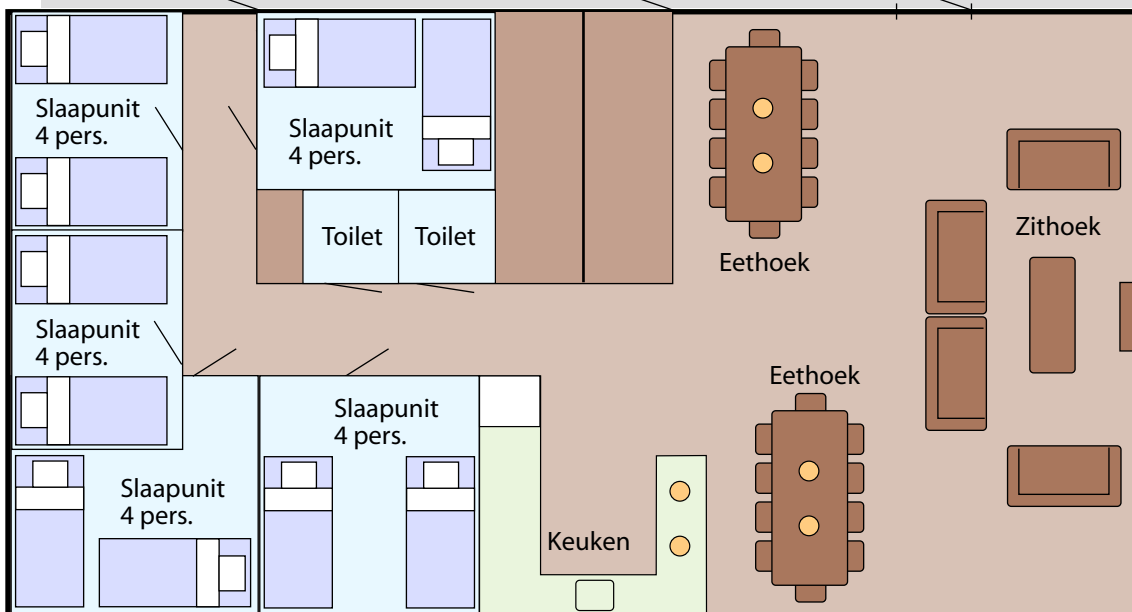 Slaapunit
4 pers.
Slaapunit
4 pers.
Toilet
Toilet
Eethoek
Zithoek
Slaapunit
4 pers.
Eethoek
Slaapunit
4 pers.
Slaapunit
4 pers.
Keuken